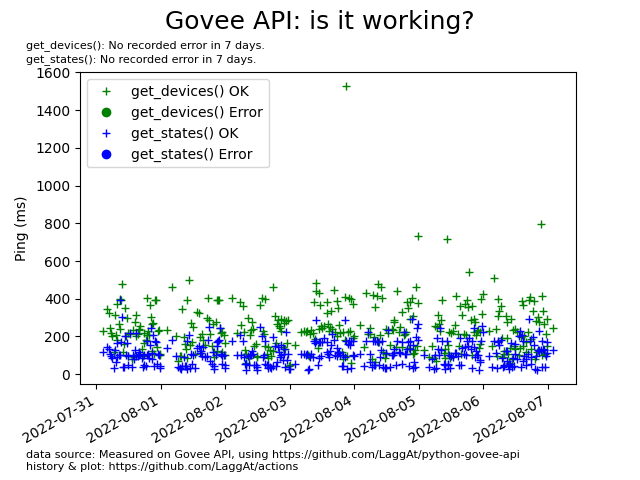 Govee API: is it working?
get_devices(): No recorded error in 7 days.
get_states(): No recorded error in 7 days.
1600
1400
1200
1000
800
600
400
200
0
Ping (ms)
get_devices() OK
get_devices() Error
get_states() OK
get_states() Error
2022-07-31
2022-08-01
2022-08-02
2022-08-03
2022-08-04
2022-08-05
2022-08-06
2022-08-07
data source: Measured on Govee API, using https://github.com/LaggAt/python-govee-api
history & plot: https://github.com/LaggAt/actions